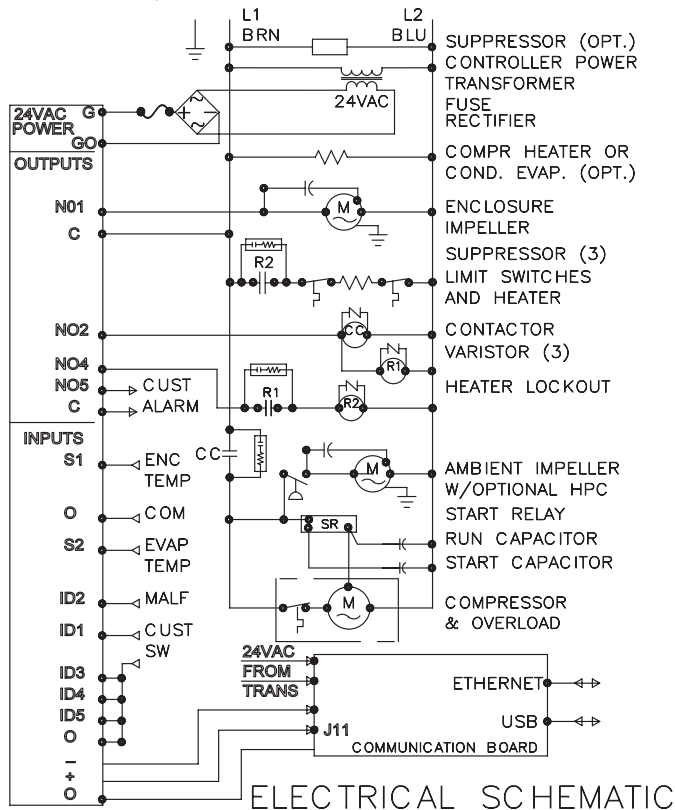 L1 L2
BRN BLU
SUPPRESSOR (OPT.)
CONTROLLER POWER
TRANSFORMER
24VAC
FUSE
RECTIFIER
24VAC G
POWER
GO
OUTPUTS
COMPR HEATER OR
COND. EVAP. (OPT.)
N01
M
ENCLOSURE
IMPELLER
C
SUPPRESSOR (3)
R2
LIMIT SWITCHES
AND HEATER
NO2
CC
CONTACTOR
VARISTOR (3)
NO4
R1
HEATER LOCKOUT
NO5 CUST
C ALARM
R1
R2
INPUTS
CC
S1 ENC
TEMP
M
AMBIENT IMPELLER
W/OPTIONAL HPC
O COM
SR
START RELAY
S2 EVAP
TEMP
RUN CAPACITOR
START CAPACITOR
ID2 MALF
M
COMPRESSOR
& OVERLOAD
ID1 CUST
SW
24VAC
FROM
TRANS
ID3
ID4
ID5
O
ETHERNET
USB
J11
COMMUNICATION BOARD
−
+
O
ELECTRICAL SCHEMATIC